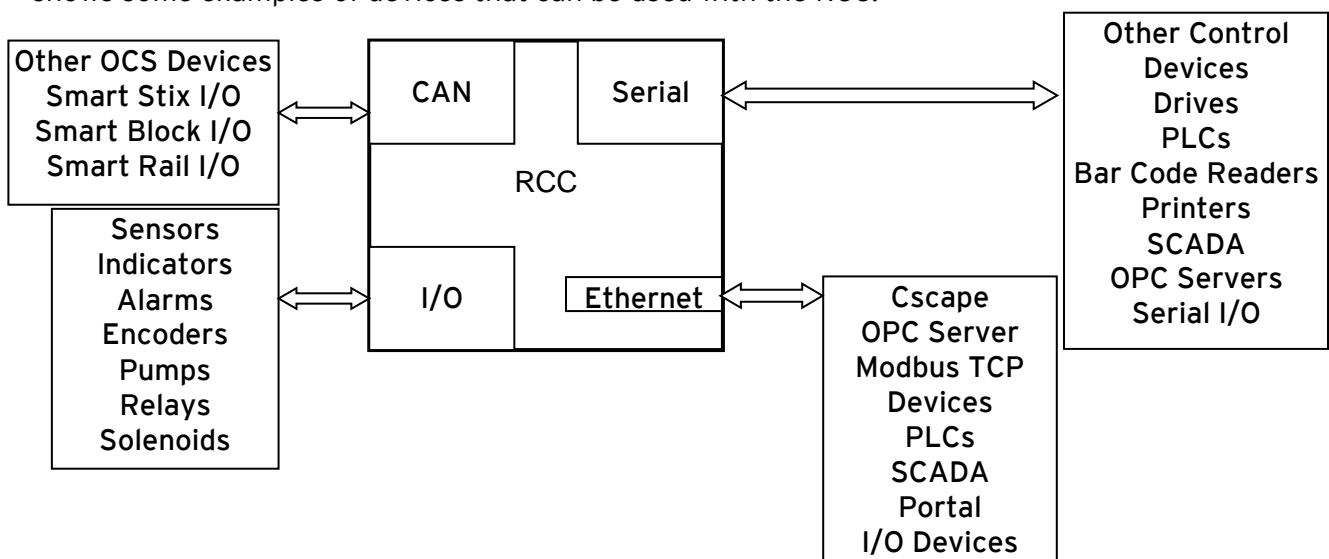 shows some examples of devices that can be used with the
Other OCS Devices
Smart Stix I/O
Smart Block I/O
Smart Rail I/O
CAN
Serial
Other Control
Devices
Drives
PLCs
Bar Code Readers
Printers
SCADA
OPC Servers
Serial I/O
RCC
Sensors
Indicators
Alarms
Encoders
Pumps
Relays
Solenoids
I/O
Ethernet
Cscape
OPC Server
Modbus TCP
Devices
PLCs
SCADA
Portal
I/O Devices